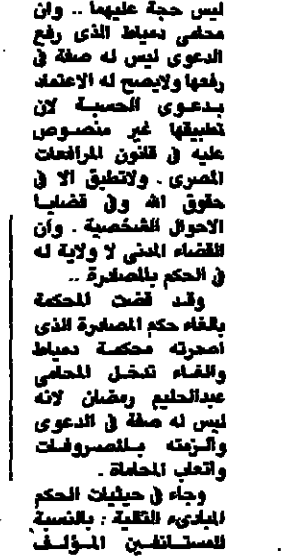 ليس حجة عليهما .. وان
محامى دمياط الذى رفع
الدعوى ليس له صفة فى
رفعها ولايصح له الاعتماد
بدعوى الحسبة لان
تطبيقها غير منصوص
عليه فى قانون المرافعات
المصرى . ولاتطبق الا فى
حقوق الله وفى قضايا
الاحوال الشخصية . وأن
القضاء المدنى لا ولاية له
فى الحكم بالمصادرة ..
وقد قضت المحكمة
بالغاء حكم المصادرة الذى
أصدرته محكمة دمياط
والغاء تدخل المحامى
عبدالحليم رمضان لانه
ليس له صفة فى الدعوى
وألزمته بالمصروفات
واتعاب المحاماة .
وجاء فى حيثيات الحكم
المبادىء التالية : بالنسبة
للمستأنفين المؤلف